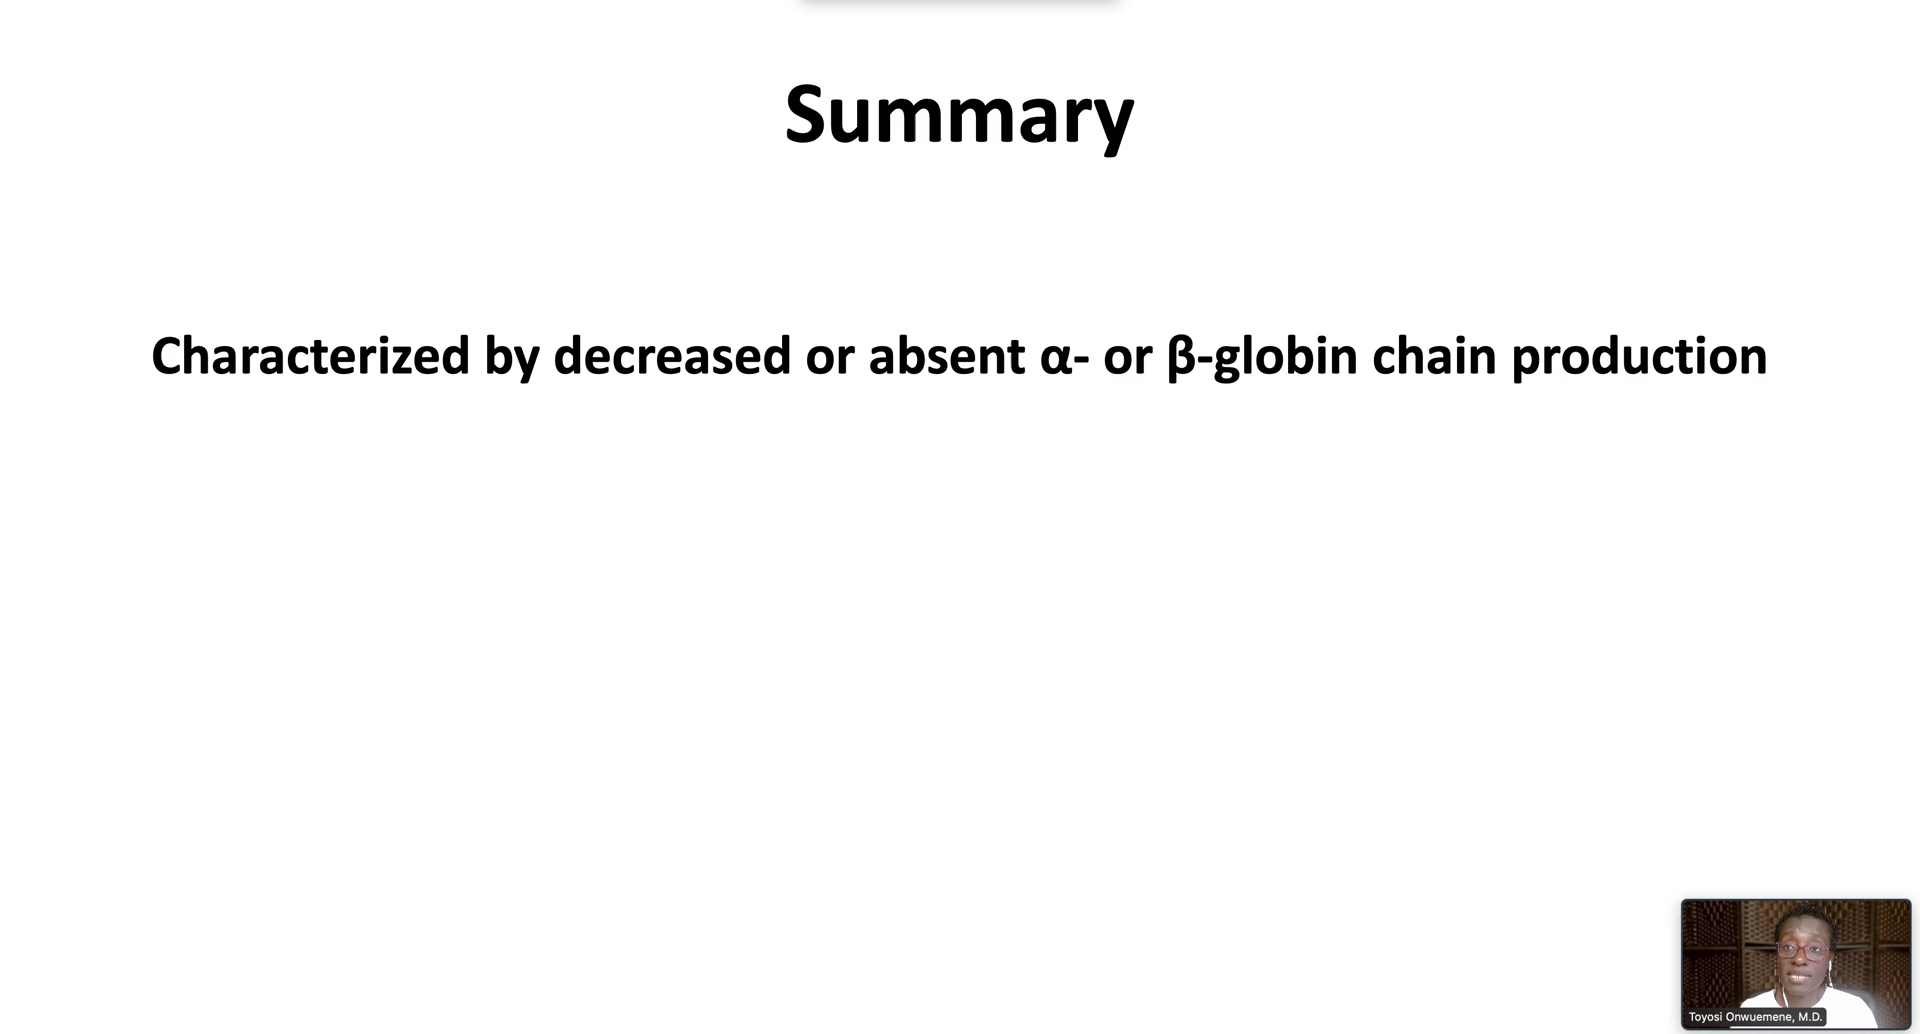 Summary
Characterized by decreased or absent α- or β-globin chain production
Toyosi Onwuemene, M.D.